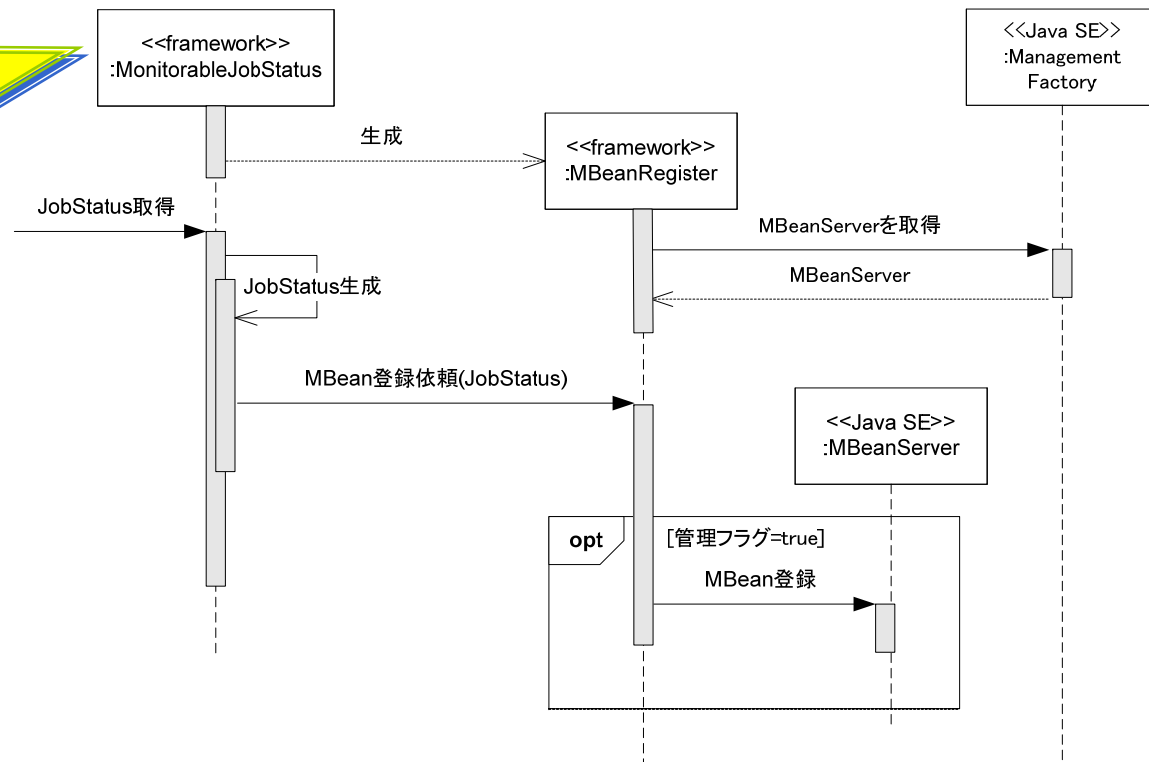 <<framework>>
:MonitorableJobStatus
<<Java SE>>
:Management
Factory
生成
<<framework>>
:MBeanRegister
JobStatus取得
MBeanServerを取得
MBeanServer
JobStatus生成
MBean登録依頼(JobStatus)
<<Java SE>>
:MBeanServer
opt
[管理フラグ=true]
MBean登録